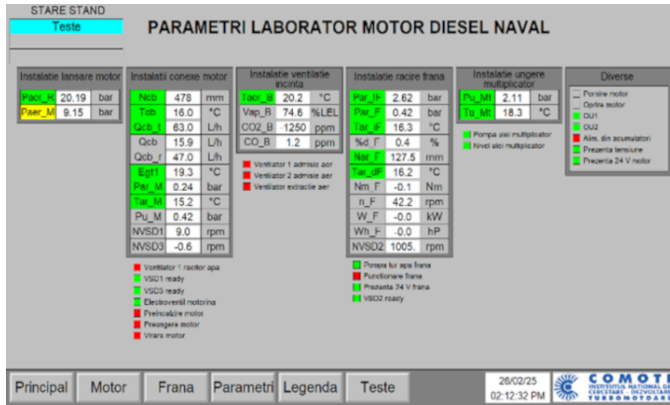 STARE STAND
Teste
PARAMETRI LABORATOR MOTOR DIESEL NAVAL
Instalatie lansare motor
Paer_R 20.19 bar
Paer_M 9.15 bar
Instalatii conexe motor
Ncb 478 mm
Tcb 16.0 °C
Qcb_t 63.0 L/h
Qcb 15.9 L/h
Qcb_r 47.0 L/h
Egt1 19.3 °C
Par_M 0.24 bar
Tar_M 15.2 °C
Pu_M 0.42 bar
NVSD1 9.0 rpm
NVSD3 -0.6 rpm
Ventilator 1 racitor apa
VSD1 ready
VSD3 ready
Electroventil motorina
Preincalzire motor
Preungere motor
Virare motor
Instalatie ventilatie
incinta
Taer_B 20.2 °C
Vap_B 74.6 %LEL
CO2_B -1250 ppm
CO_B 1.2 ppm
Ventilator 1 admisie aer
Ventilator 2 admisie aer
Ventilator extractie aer
Instalatie racire frana
Par_IF 2.62 bar
Par_F 0.42 bar
Tar_iF 16.3 °C
%d_F 0.4 %
Nar_F 127.5 mm
Tar_dF 16.2 °C
Nm_F -0.1 Nm
n_F 42.2 rpm
W_F -0.0 kW
Wh_F -0.0 hP
NVSD2 1005. rpm
Pompa tur apa frana
Functionare frana
Prezenta 24 V frana
VSD2 ready
Instalatie ungere
multiplicator
Pu_Mt 2.11 bar
Tu_Mt 18.3 °C
Pompa ulei multiplicator
Nivel ulei multiplicator
Diverse
Pornire motor
Oprire motor
OU1
OU2
Alim. din acumulatori
Prezenta tensiune
Prezenta 24 V motor
Principal Motor Frana Parametri Legenda Teste
26/02/25
02:12:32 PM
COMOTI
INSTITUTUL NATIONAL DE
CERCETARE - DEZVOLTARE
TURBOMOTOARE